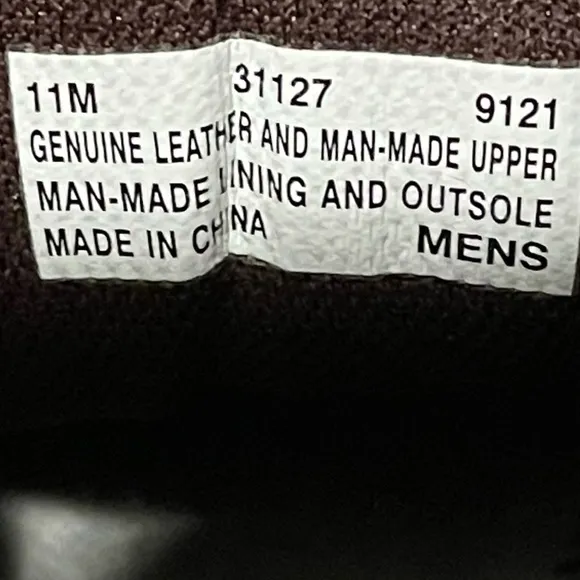 11M 31127 9121
GENUINE LEATHER AND MAN-MADE UPPER
MAN-MADE LINING AND OUTSOLE
MADE IN CHINA MENS